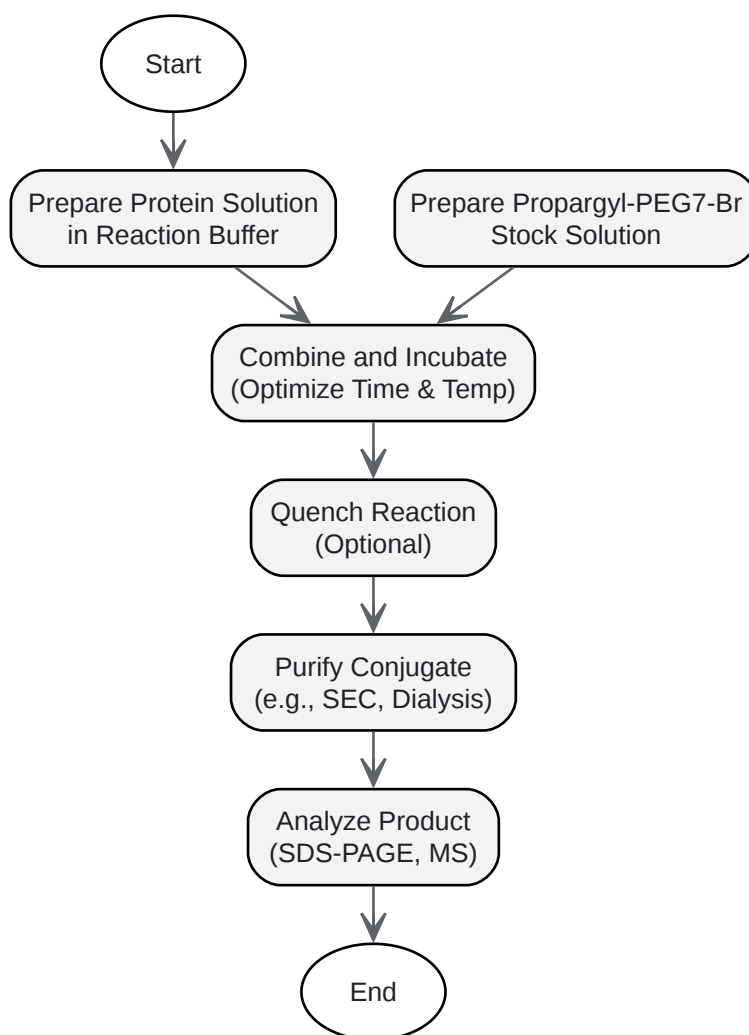 Start
Prepare Protein Solution
in Reaction Buffer
Prepare Propargyl-PEG7-Br
Stock Solution
Combine and Incubate
(Optimize Time & Temp)
Quench Reaction
(Optional)
Purify Conjugate
(e.g., SEC, Dialysis)
Analyze Product
(SDS-PAGE, MS)
End